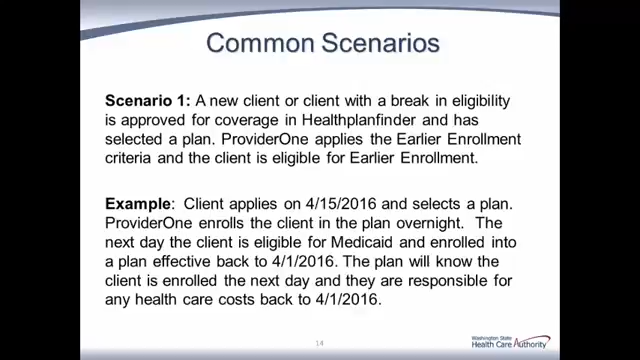 Common Scenarios
Scenario 1: A new client or client with a break in eligibility
is approved for coverage in Healthplanfinder and has
selected a plan. ProviderOne applies the Earlier Enrollment
criteria and the client is eligible for Earlier Enrollment.
Example: Client applies on 4/15/2016 and selects a plan.
ProviderOne enrolls the client in the plan overnight. The
next day the client is eligible for Medicaid and enrolled into
a plan effective back to 4/1/2016. The plan will know the
client is enrolled the next day and they are responsible for
any health care costs back to 4/1/2016.
14
Washington State
Health Care Authority